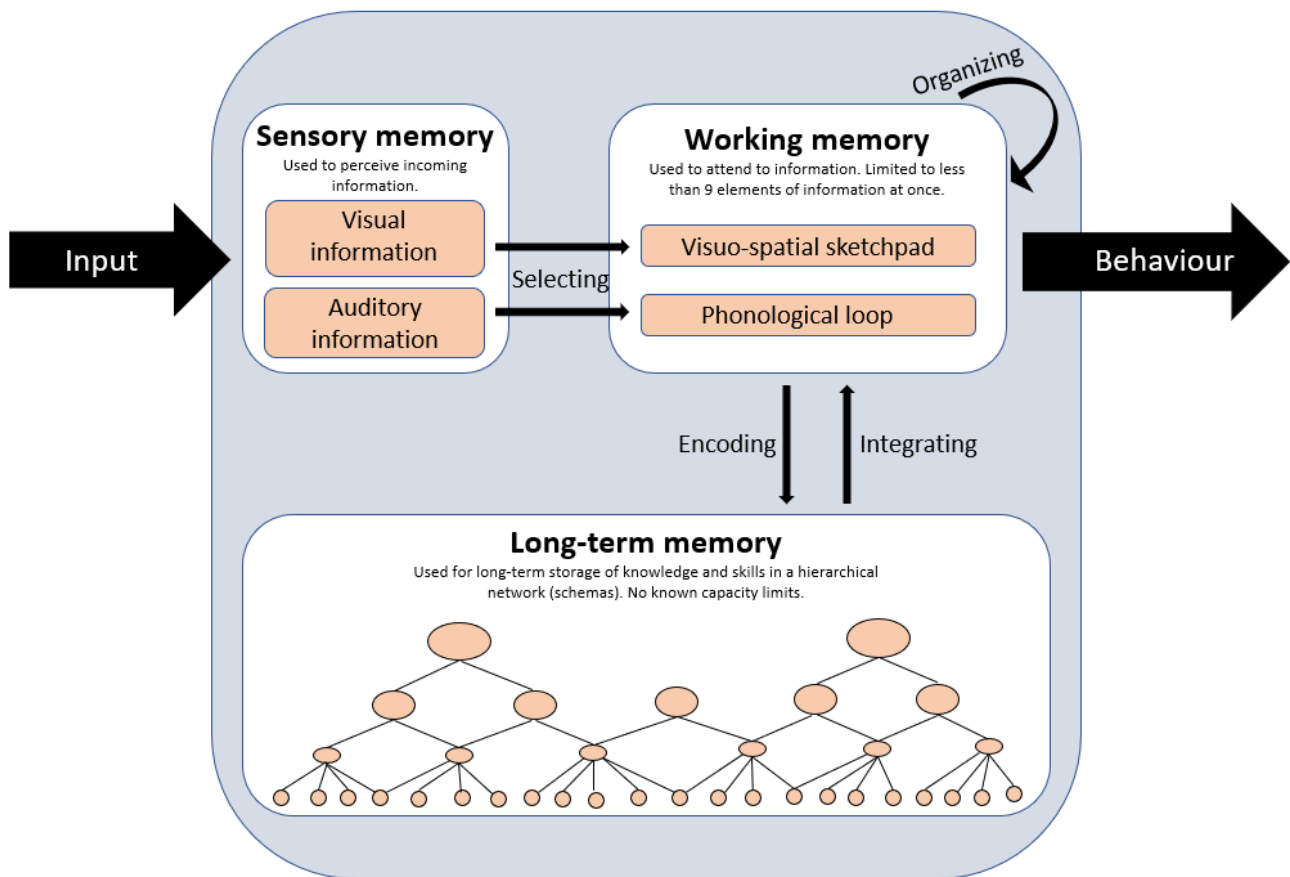 Organizing
Sensory memory
Used to perceive incoming
information.
Visual
information
Auditory
information
Working memory
Used to attend to information. Limited to less
than 9 elements of information at once.
Visuo-spatial sketchpad
Phonological loop
Input
Selecting
Behaviour
Encoding
Integrating
Long-term memory
Used for long-term storage of knowledge and skills in a hierarchical
network (schemas). No known capacity limits.